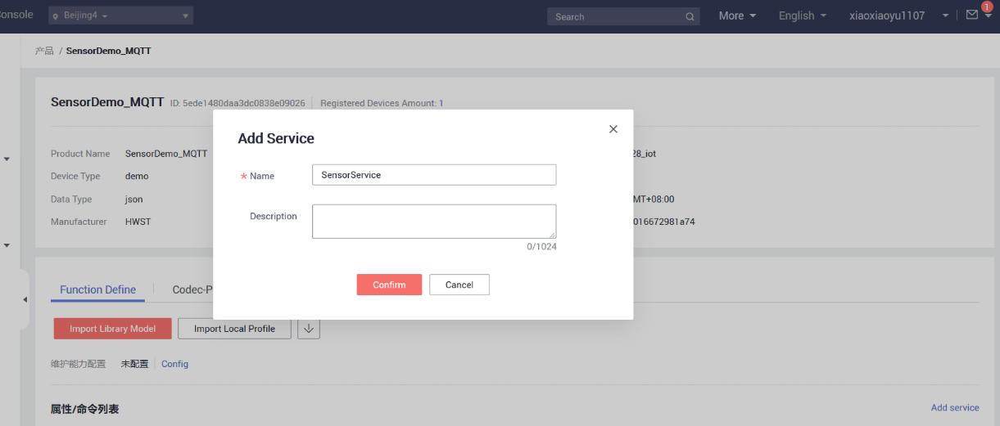 Console Beijing4 Search More English xiaoxiaoyu1107 1
产品 / SensorDemo_MQTT
SensorDemo_MQTT ID: 5ede1480daa3dc0838e09026 Registered Devices Amount: 1
Add Service
Product Name SensorDemo_MQTT 28_iot
* Name SensorService
Device Type demo
Data Type json MT+08:00
Description
Manufacturer HWST 016672981a74
0/1024
Confirm Cancel
Function Define Codec-P
Import Library Model Import Local Profile
维护能力配置 未配置 Config
属性/命令列表 Add service